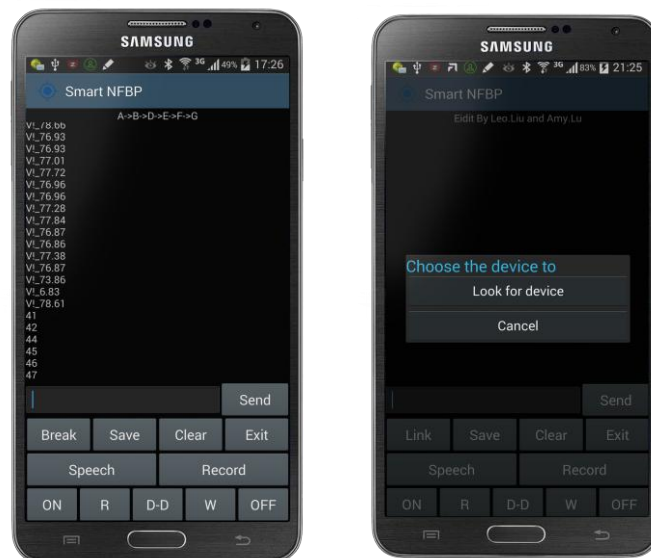 SAMSUNG
3G 49% 17:26
Smart NFBP
A->B->D->E->F->G
V!_78.66
V!_76.93
V!_76.93
V!_77.01
V!_77.72
V!_76.96
V!_76.96
V!_77.28
V!_77.84
V!_76.87
V!_76.86
V!_77.38
V!_76.87
V!_73.86
V!_6.83
V!_78.61
41
42
44
45
46
47
Send
Break Save Clear Exit
Speech Record
ON R D-D W OFF
SAMSUNG
3G 83% 21:25
Smart NFBP
Eidit By Leo.Liu and Amy.Lu
Choose the device to
Look for device
Cancel
Send
Link Save Clear Exit
Speech Record
ON R D-D W OFF